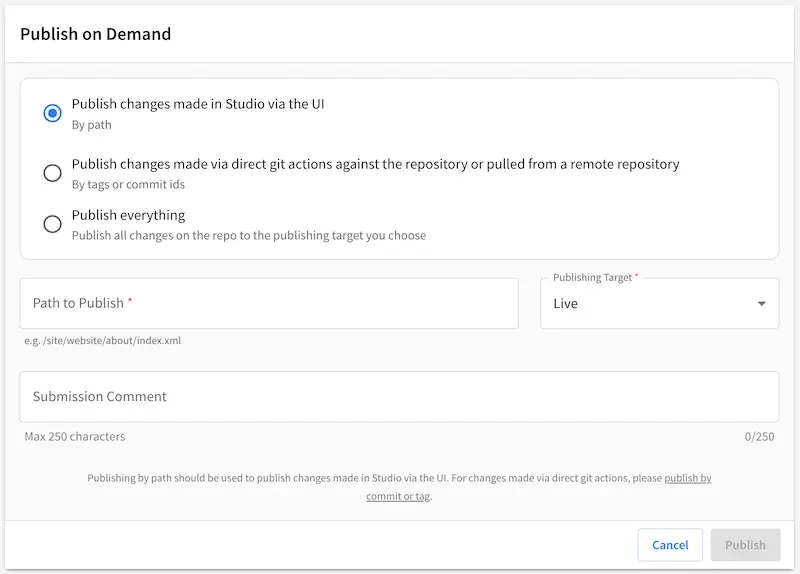 Publish on Demand
Publish changes made in Studio via the UI
By path
Publish changes made via direct git actions against the repository or pulled from a remote repository
By tags or commit ids
Publish everything
Publish all changes on the repo to the publishing target you choose
Publishing Target *
Path to Publish *
Live
e.g. /site/website/about/index.xml
Submission Comment
Max 250 characters
0/250
Publishing by path should be used to publish changes made in Studio via the UI. For changes made via direct git actions, please publish by
commit or tag.
Cancel
Publish